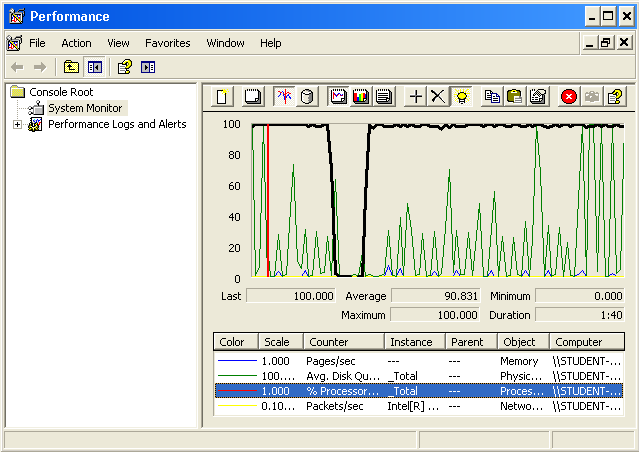 Performance
File Action View Favorites Window Help
Console Root
System Monitor
Performance Logs and Alerts
100
80
60
40
20
0
Last 100.000 Average 90.831 Minimum 0.000
Maximum 100.000 Duration 1:40
Color Scale Counter Instance Parent Object Computer
1.000 Pages/sec --- --- Memory \\STUDENT-...
100.... Avg. Disk Qu... _Total --- Physic... \\STUDENT-...
1.000 % Processor... _Total --- Proces... \\STUDENT-...
0.10... Packets/sec Intel[R] ... --- Netwo... \\STUDENT-...